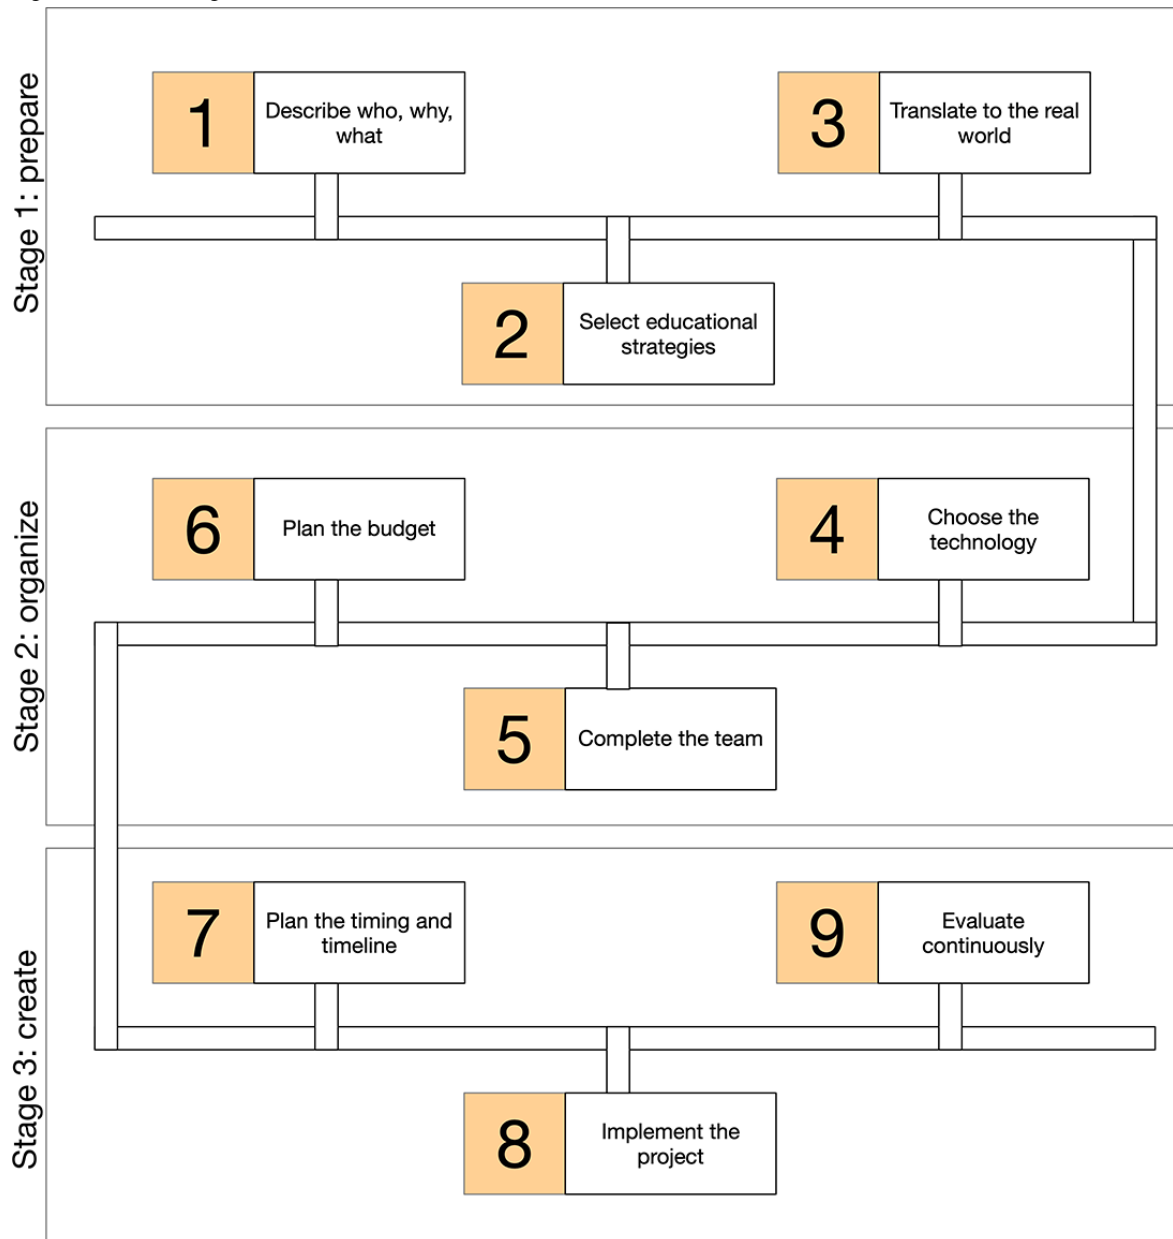 Stage 1: prepare
1
Describe who, why,
what
2
Select educational
strategies
3
Translate to the real
world
Stage 2: organize
4
Choose the
technology
5
Complete the team
6
Plan the budget
Stage 3: create
7
Plan the timing and
timeline
8
Implement the
project
9
Evaluate
continuously